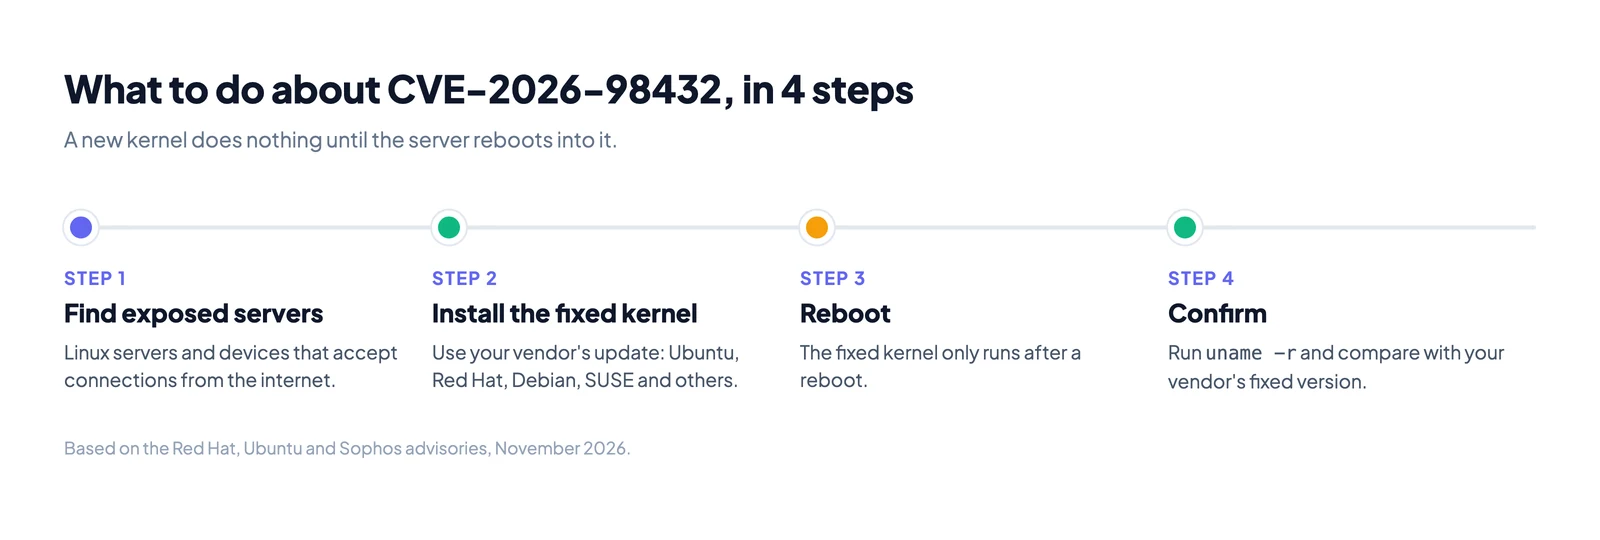 What to do about CVE-2026-98432, in 4 steps
A new kernel does nothing until the server reboots into it.
STEP 1
Find exposed servers
Linux servers and devices that accept
connections from the internet.
STEP 2
Install the fixed kernel
Use your vendor's update: Ubuntu,
Red Hat, Debian, SUSE and others.
STEP 3
Reboot
The fixed kernel only runs after a
reboot.
STEP 4
Confirm
Run uname -r and compare with your
vendor's fixed version.
Based on the Red Hat, Ubuntu and Sophos advisories, November 2026.